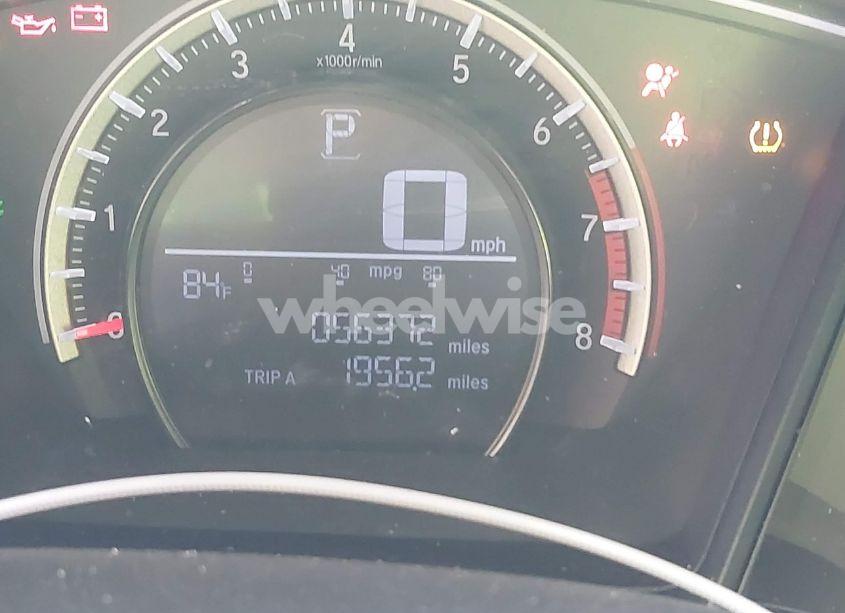 4
x1000r/min
3
5
2
6
P
1
7
0 mph
84F
0 40 mpg 80
wheelwise
056372 miles
0
8
TRIP A 1956.2 miles